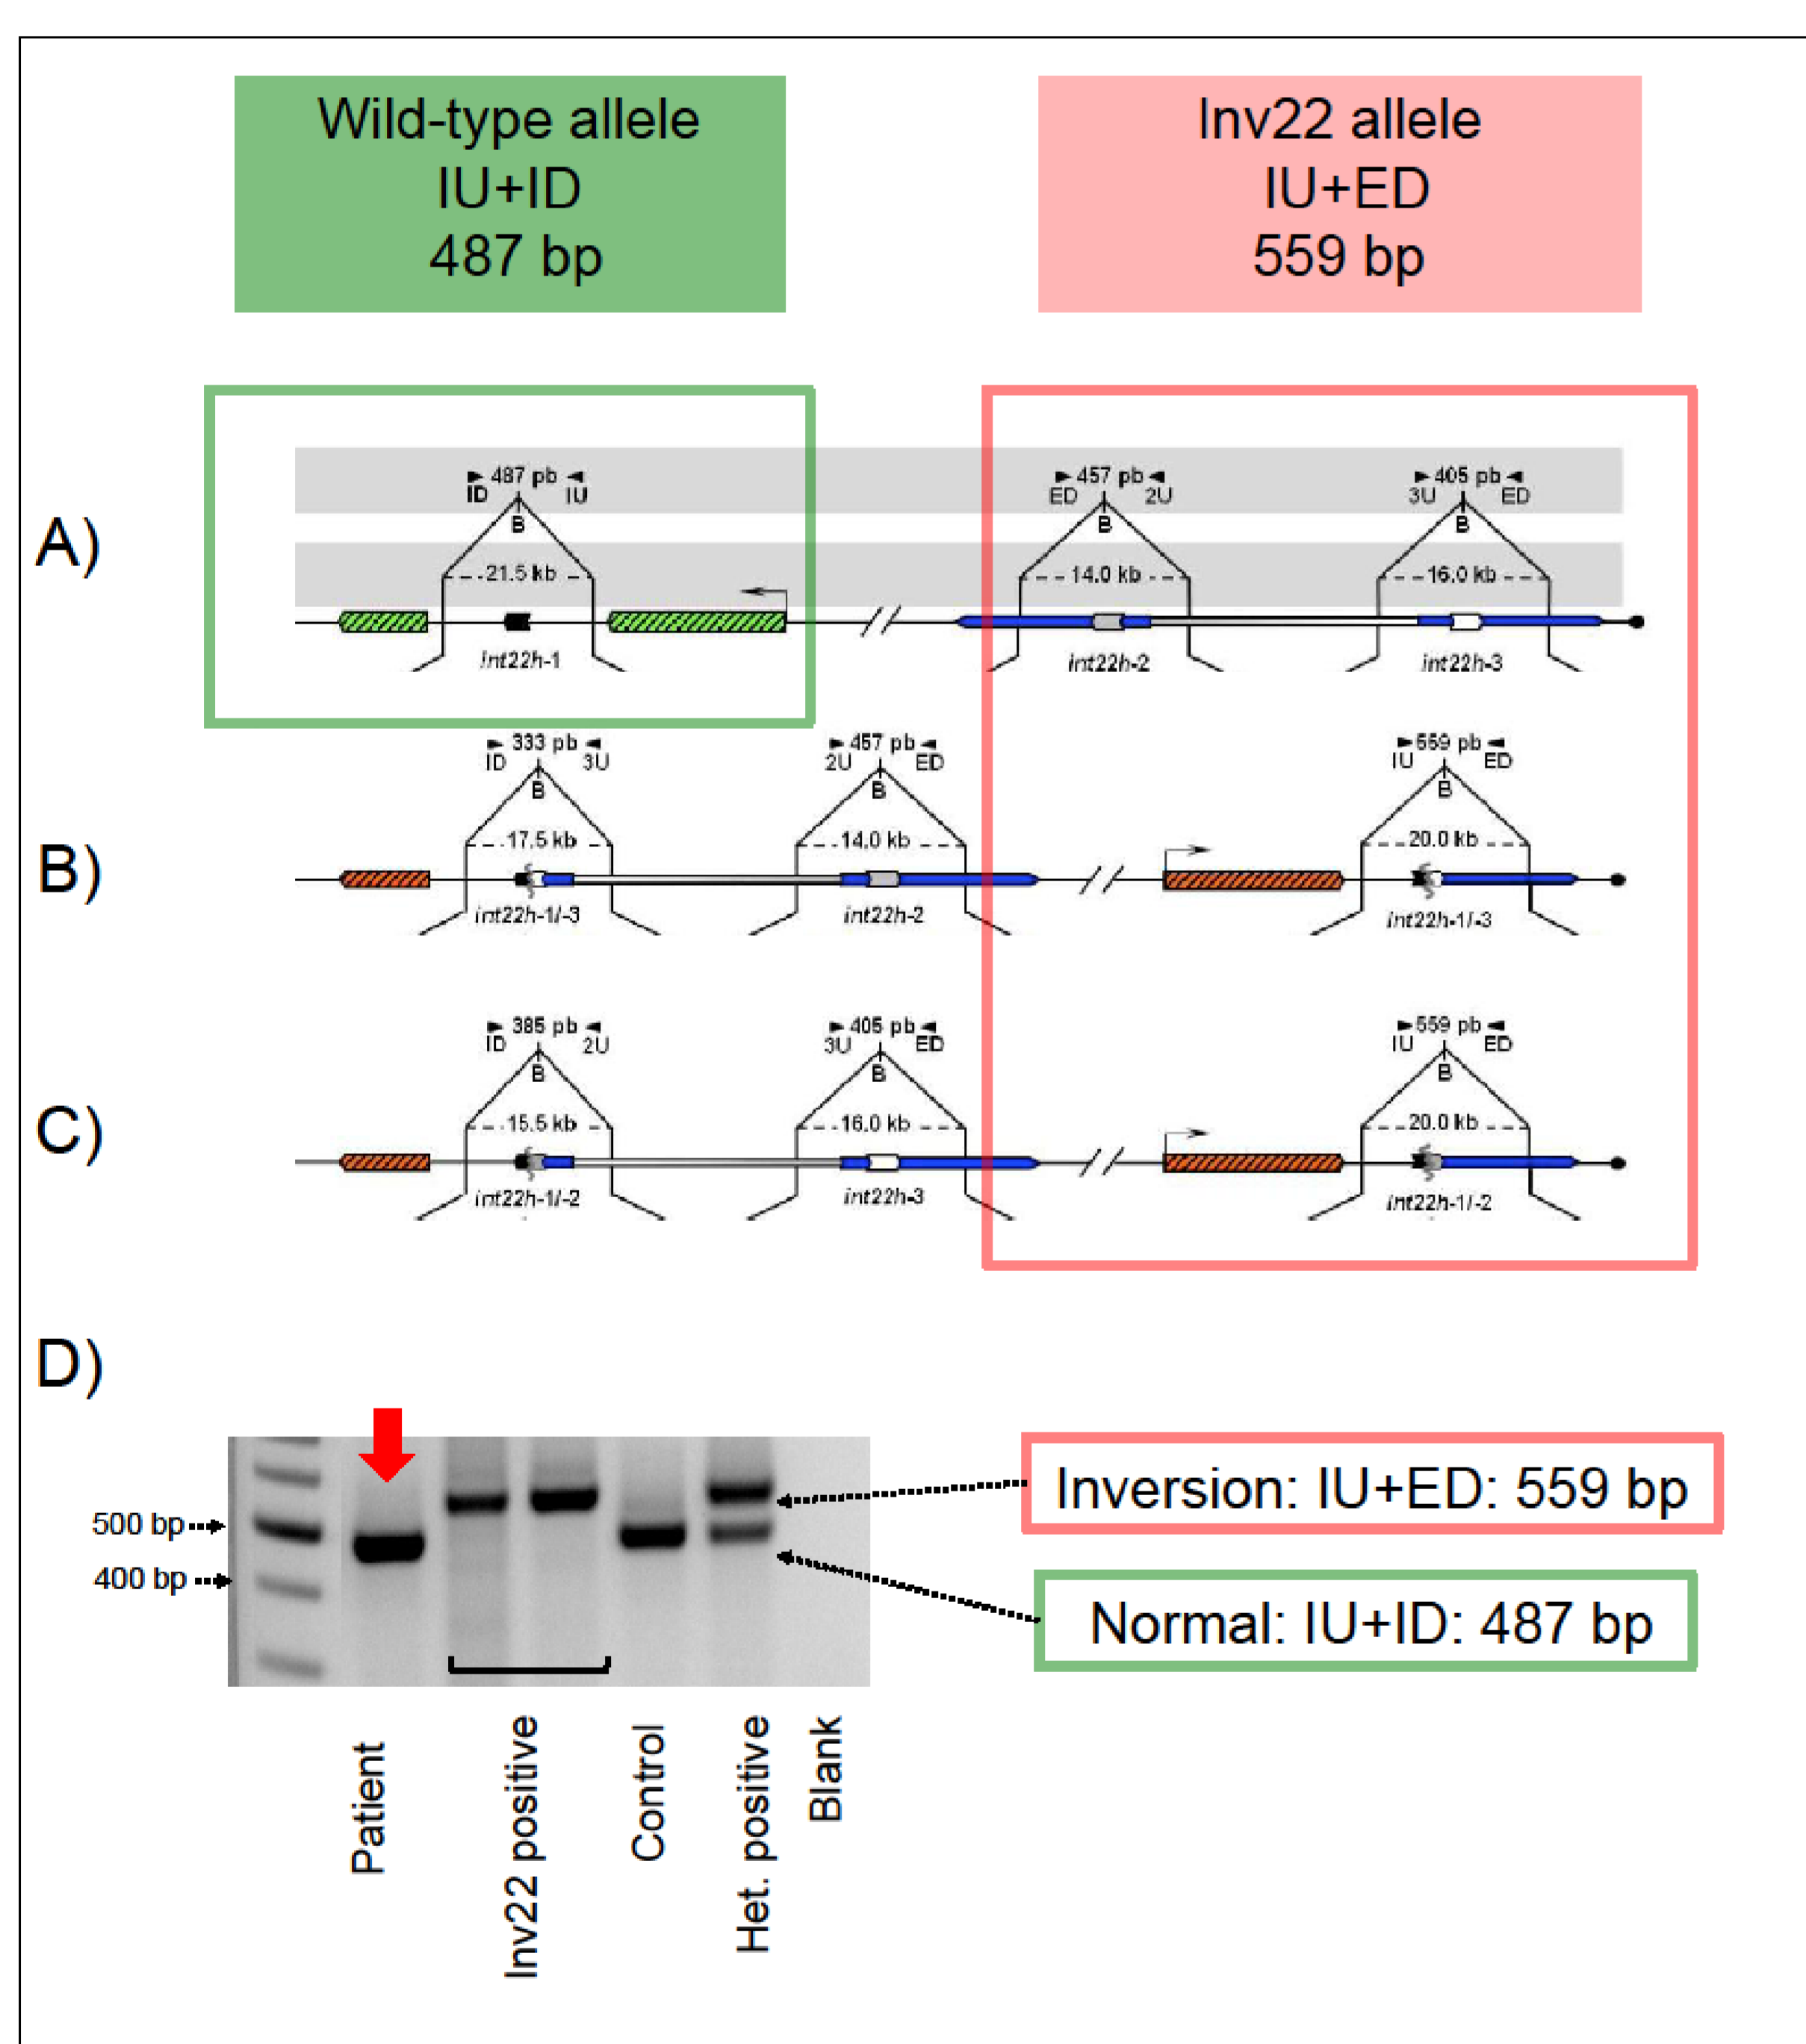 Wild-type allele
IU+ID
487 bp
Inv22 allele
IU+ED
559 bp
A)
487 pb
ID IU
B
21.5 kb
int22h-1
457 pb
ED 2U
B
14.0 kb
int22h-2
405 pb
3U ED
B
16.0 kb
int22h-3
B)
333 pb
ID 3U
B
17.5 kb
int22h-1/-3
457 pb
2U ED
B
14.0 kb
int22h-2
559 pb
IU ED
B
20.0 kb
int22h-1/-3
C)
385 pb
ID 2U
B
15.5 kb
int22h-1/-2
405 pb
3U ED
B
16.0 kb
int22h-3
559 pb
IU ED
B
20.0 kb
int22h-1/-2
D)
500 bp
400 bp
Inversion: IU+ED: 559 bp
Normal: IU+ID: 487 bp
Patient
Inv22 positive
Control
Het. positive
Blank